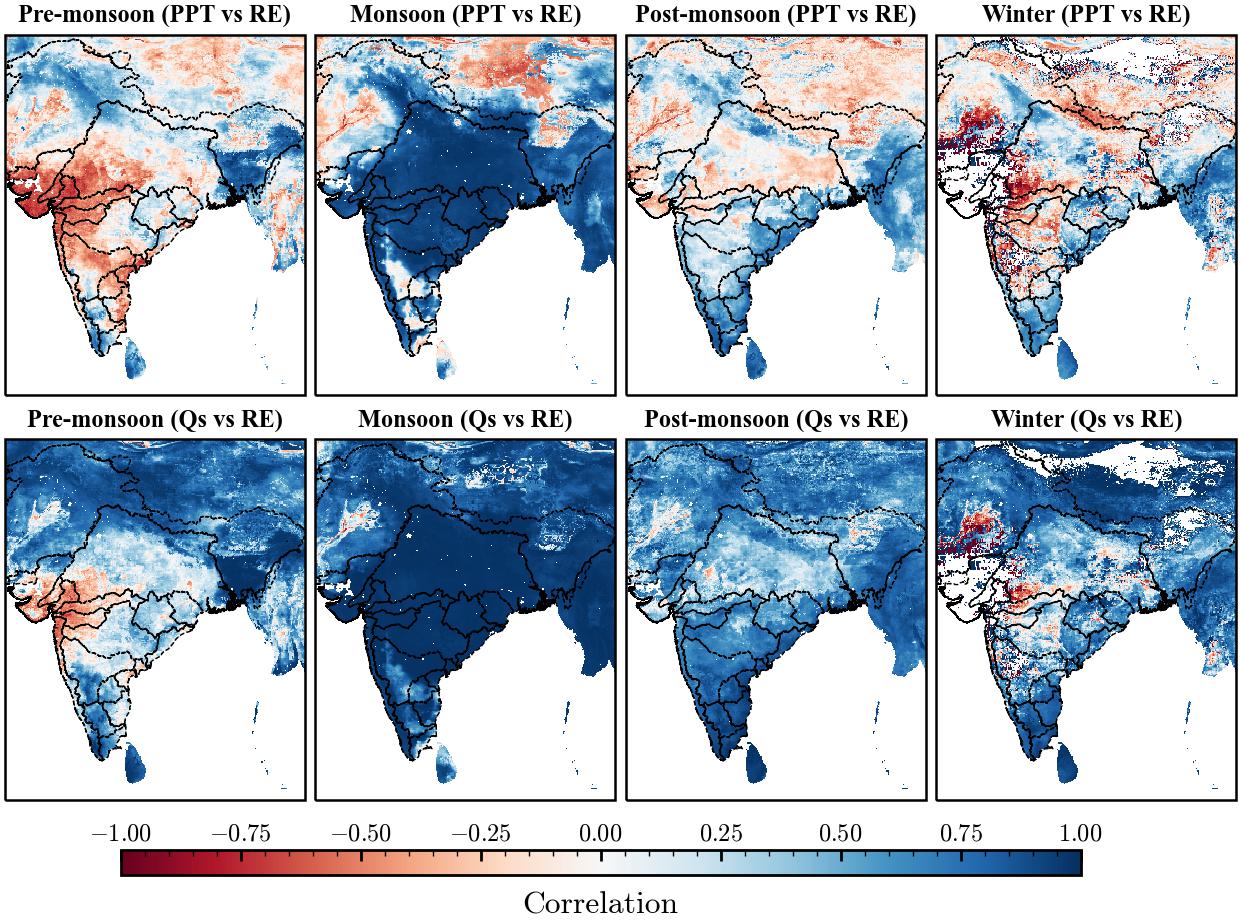 Pre-monsoon (PPT vs RE) Monsoon (PPT vs RE) Post-monsoon (PPT vs RE) Winter (PPT vs RE)
Pre-monsoon (Qs vs RE) Monsoon (Qs vs RE) Post-monsoon (Qs vs RE) Winter (Qs vs RE)
−1.00 −0.75 −0.50 −0.25 0.00 0.25 0.50 0.75 1.00
Correlation